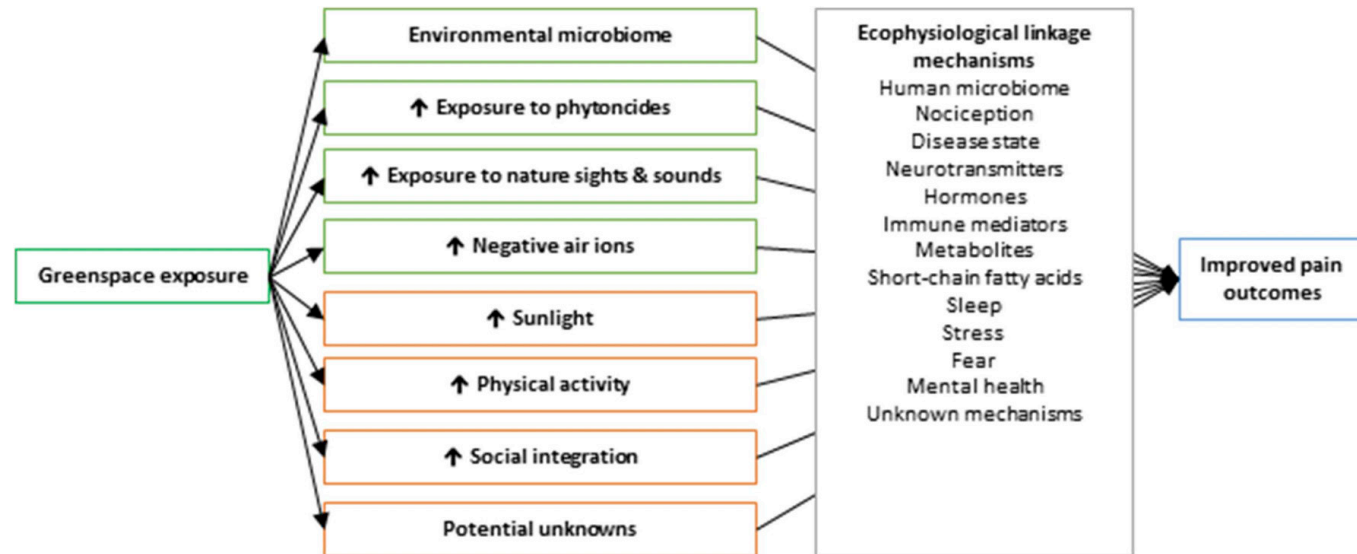 Greenspace exposure
Environmental microbiome
↑ Exposure to phytoncides
↑ Exposure to nature sights & sounds
↑ Negative air ions
↑ Sunlight
↑ Physical activity
↑ Social integration
Potential unknowns
Ecophysiological linkage
mechanisms
Human microbiome
Nociception
Disease state
Neurotransmitters
Hormones
Immune mediators
Metabolites
Short-chain fatty acids
Sleep
Stress
Fear
Mental health
Unknown mechanisms
Improved pain
outcomes